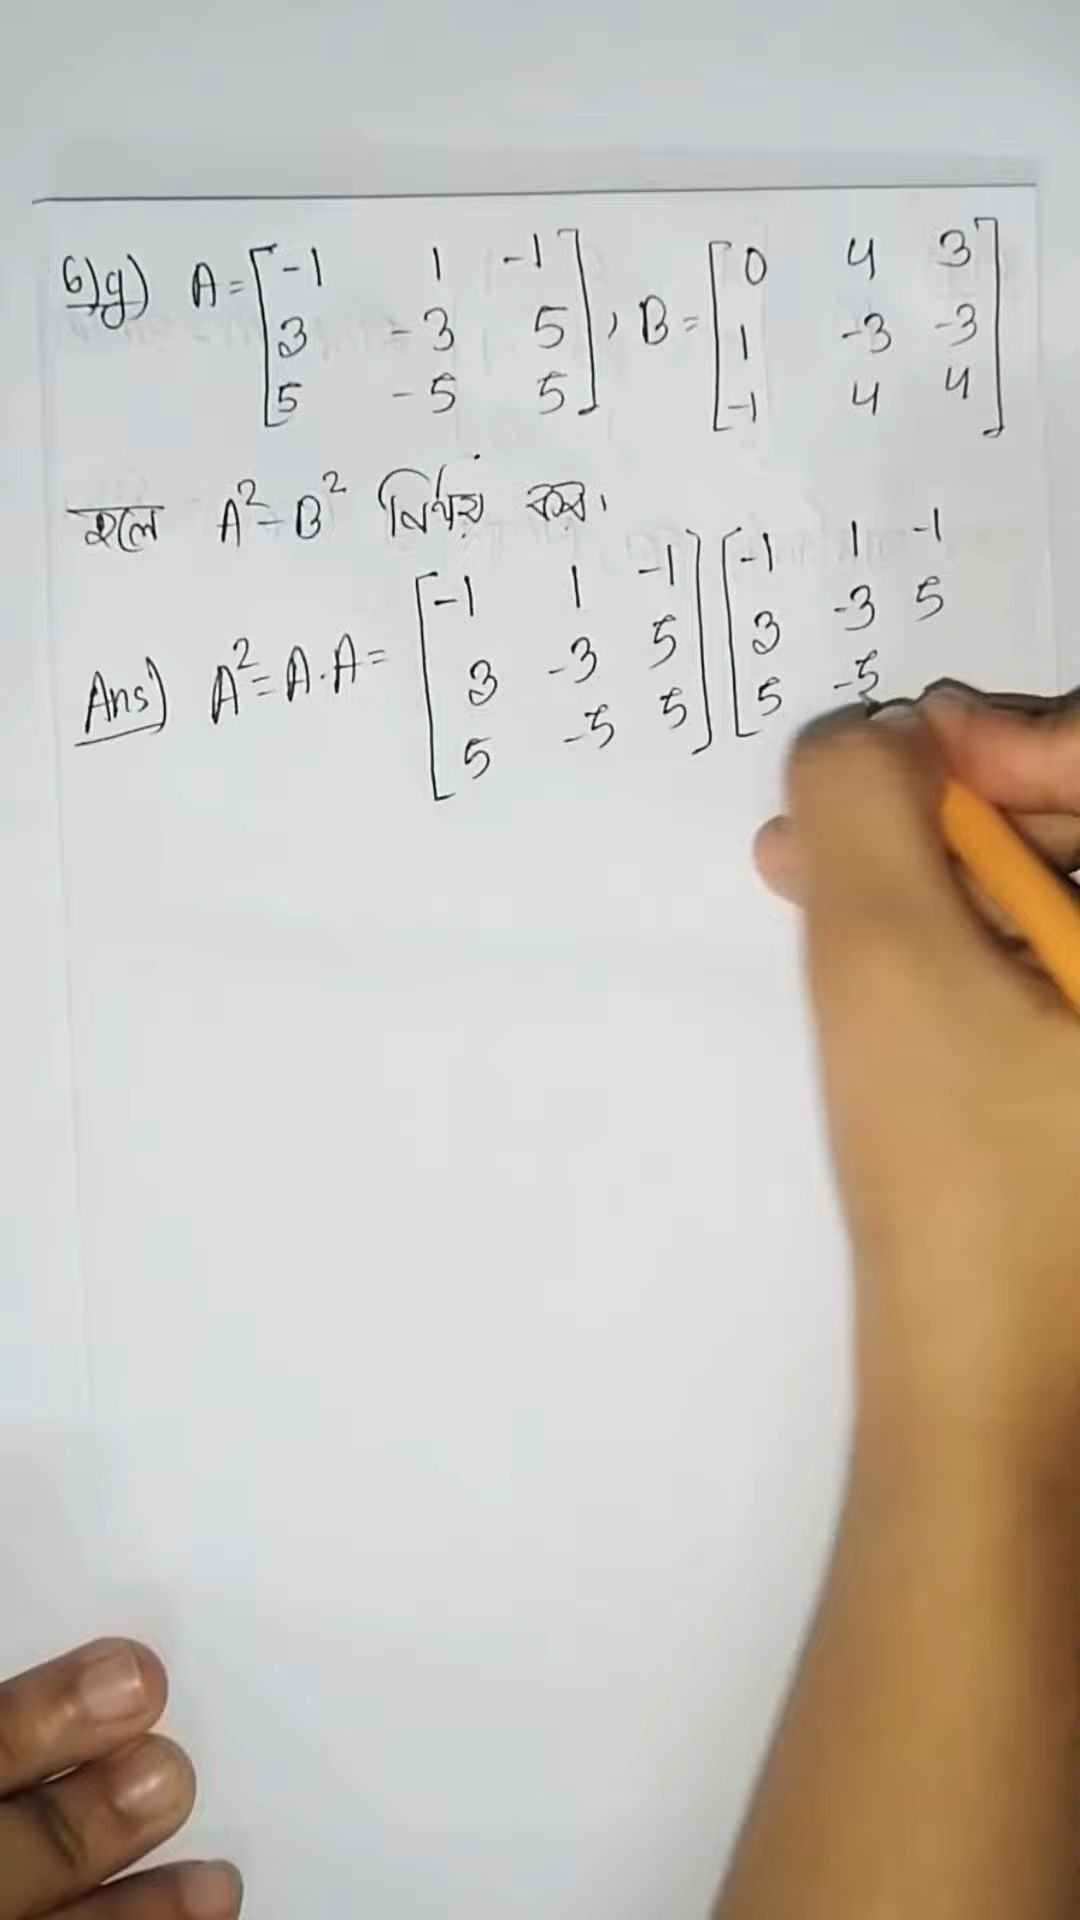 6)g) A = [-1 1 -1], B = [0 4 3]
[3 -3 5] [1 -3 -3]
[5 -5 5] [-1 4 4]
হলে A² - B² নির্ণয় কর।
Ans) A² = A·A = [-1 1 -1] [-1 1 -1
[3 -3 5] [3 -3 5
[5 -5 5] [5 -5